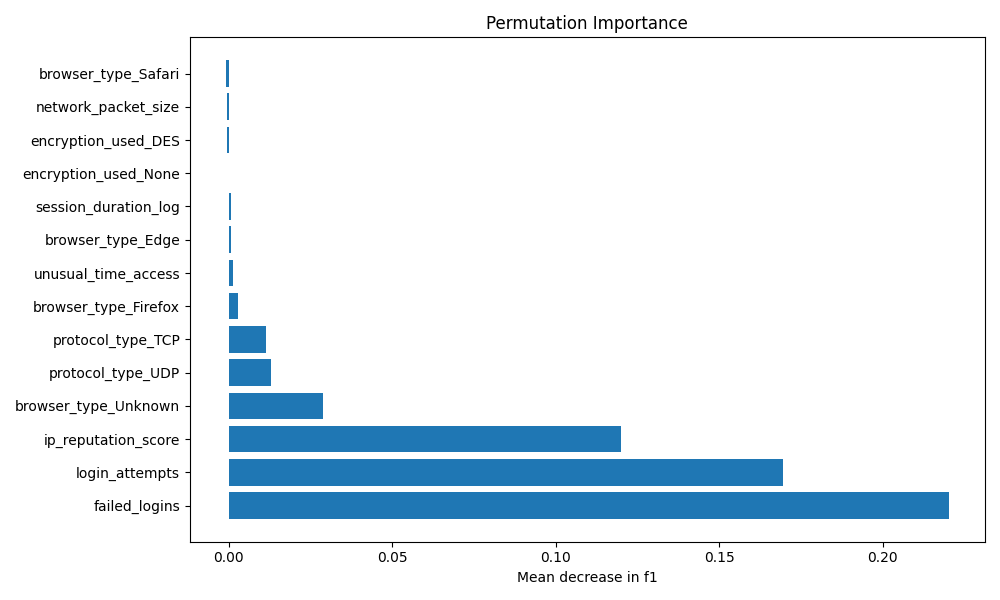 Permutation Importance
browser_type_Safari
network_packet_size
encryption_used_DES
encryption_used_None
session_duration_log
browser_type_Edge
unusual_time_access
browser_type_Firefox
protocol_type_TCP
protocol_type_UDP
browser_type_Unknown
ip_reputation_score
login_attempts
failed_logins
0.00 0.05 0.10 0.15 0.20
Mean decrease in f1